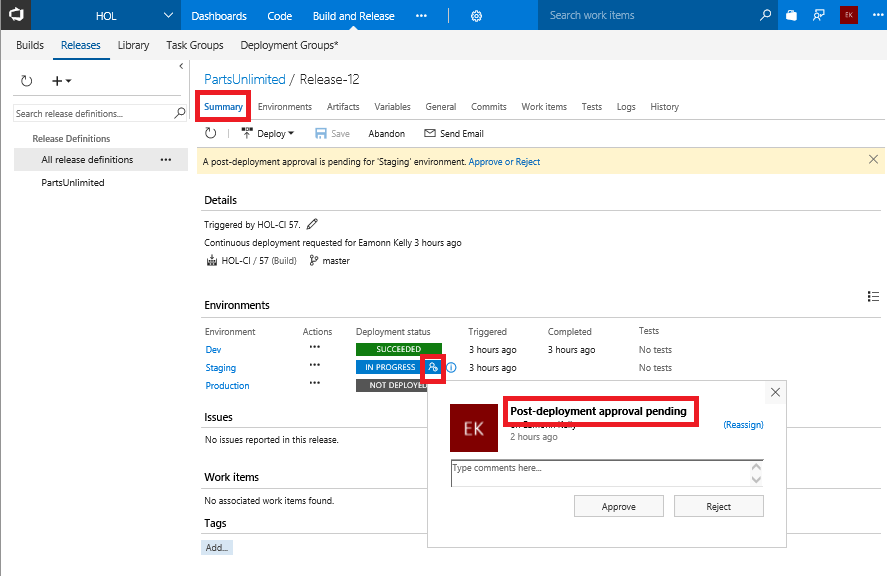 HOL Dashboards Code Build and Release ••• Search work items EK •••
Builds Releases Library Task Groups Deployment Groups*
PartsUnlimited / Release-12
Search release definitions...
Release Definitions
All release definitions •••
PartsUnlimited
Summary Environments Artifacts Variables General Commits Work items Tests Logs History
Deploy Save Abandon Send Email
A post-deployment approval is pending for 'Staging' environment. Approve or Reject
Details
Triggered by HOL-CI 57.
Continuous deployment requested for Eamonn Kelly 3 hours ago
HOL-CI / 57 (Build) master
Environments
Environment Actions Deployment status Triggered Completed Tests
Dev ••• SUCCEEDED 3 hours ago 3 hours ago No tests
Staging ••• IN PROGRESS 3 hours ago No tests
Production ••• NOT DEPLOYED
Issues
No issues reported in this release.
Work items
No associated work items found.
Tags
Add...
EK
Post-deployment approval pending
on Eamonn Kelly (Reassign)
2 hours ago
Type comments here...
Approve Reject